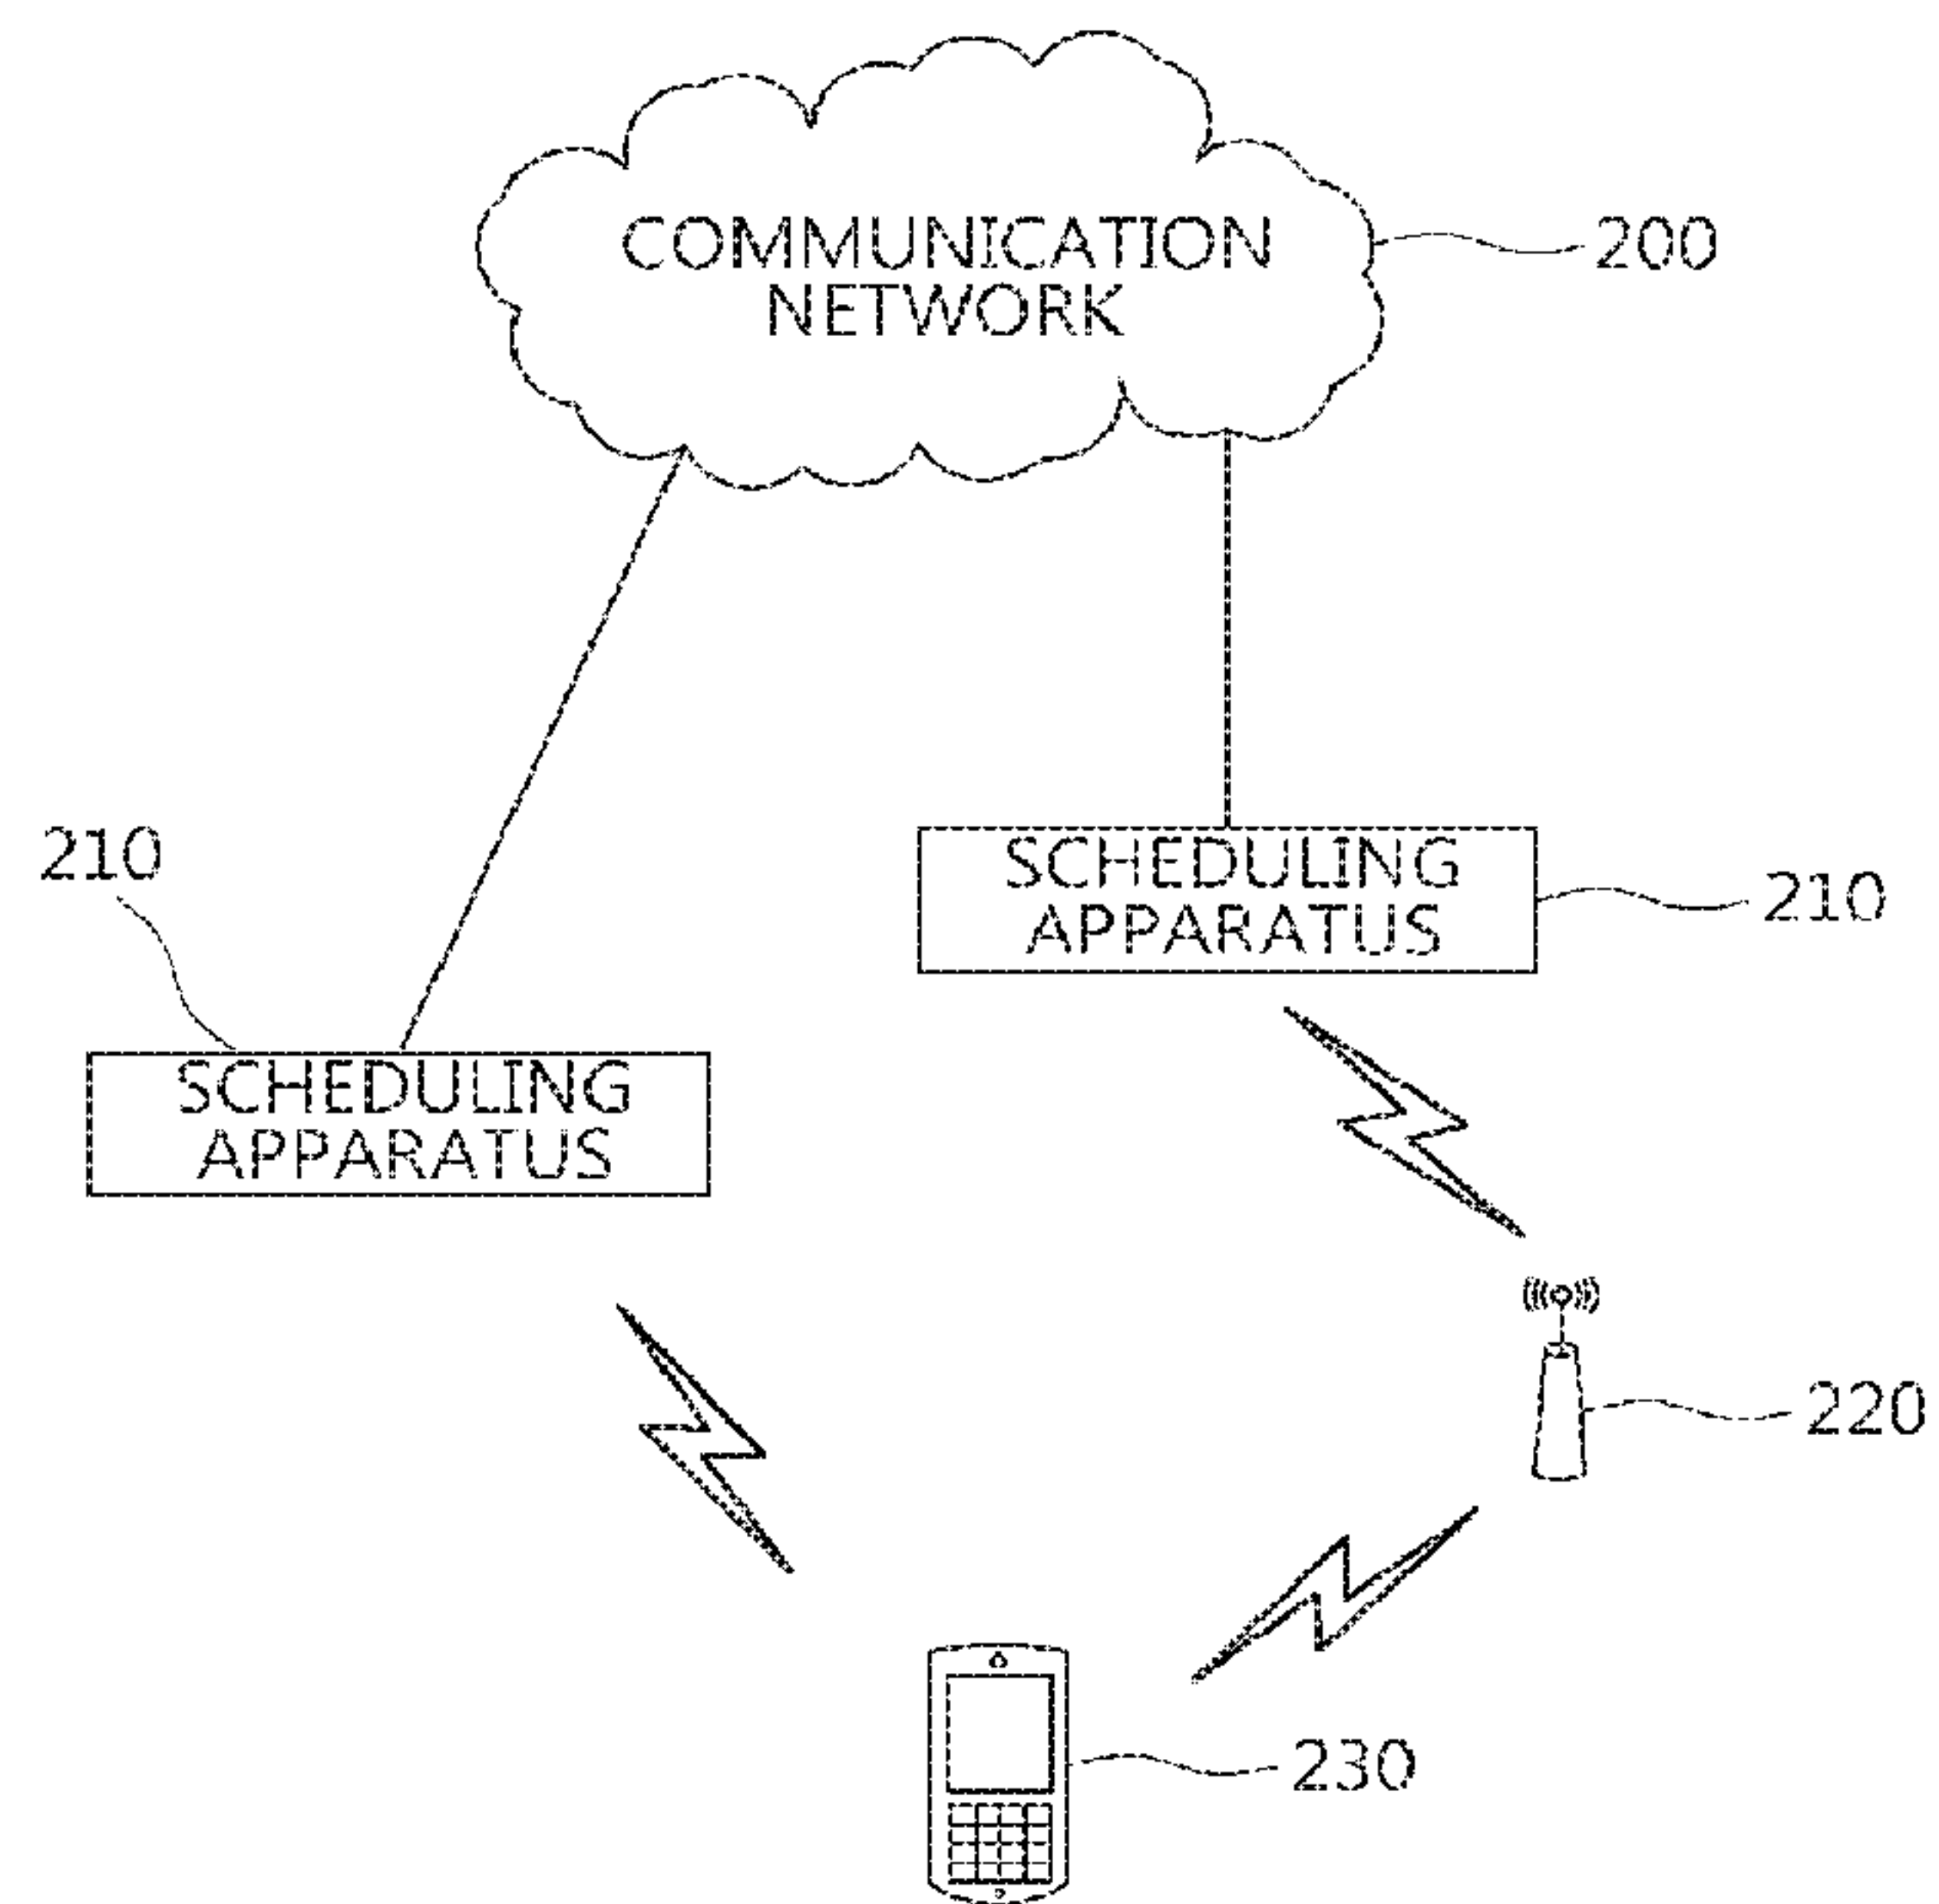 COMMUNICATION
NETWORK
200
210
SCHEDULING
APPARATUS
210
SCHEDULING
APPARATUS
220
230